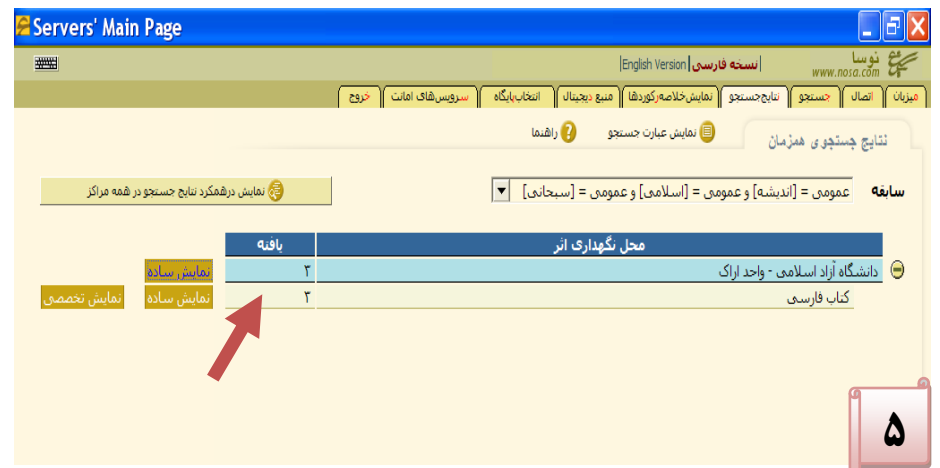 Servers' Main Page
نوسا
www.nosa.com
|نسخه فارسی|English Version|
میزبان اتصال جستجو نتایج‌جستجو نمایش‌خلاصه‌رکوردها منبع دیجیتال انتخاب‌پایگاه سرویس‌های امانت خروج
نتایج جستجوی همزمان
نمایش عبارت جستجو راهنما
سابقه عمومی = [اندیشه] و عمومی = [اسلامی] و عمومی = [سبحانی]
نمایش درهمکرد نتایج جستجو در همه مراکز
محل نگهداری اثر یافته
دانشگاه آزاد اسلامی - واحد اراک ۳ نمایش ساده
کتاب فارسی ۳ نمایش ساده نمایش تخصصی
۵